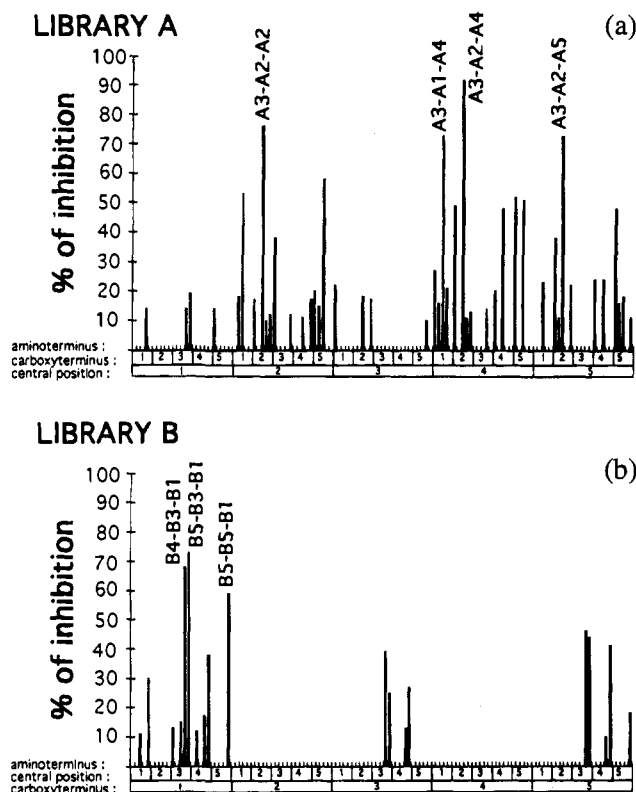 LIBRARY A
(a)
% of inhibition
100
90
80
70
60
50
40
30
20
10
A3-A2-A2
A3-A1-A4
A3-A2-A4
A3-A2-A5
aminoterminus :
carboxyterminus : 1 2 3 4 5 1 2 3 4 5 1 2 3 4 5 1 2 3 4 5 1 2 3 4 5
central position : 1 2 3 4 5
LIBRARY B
(b)
% of inhibition
100
90
80
70
60
50
40
30
20
10
B4-B3-B1
B5-B3-B1
B5-B5-B1
aminoterminus :
central position : 1 2 3 4 5 1 2 3 4 5 1 2 3 4 5 1 2 3 4 5 1 2 3 4 5
carboxyterminus : 1 2 3 4 5